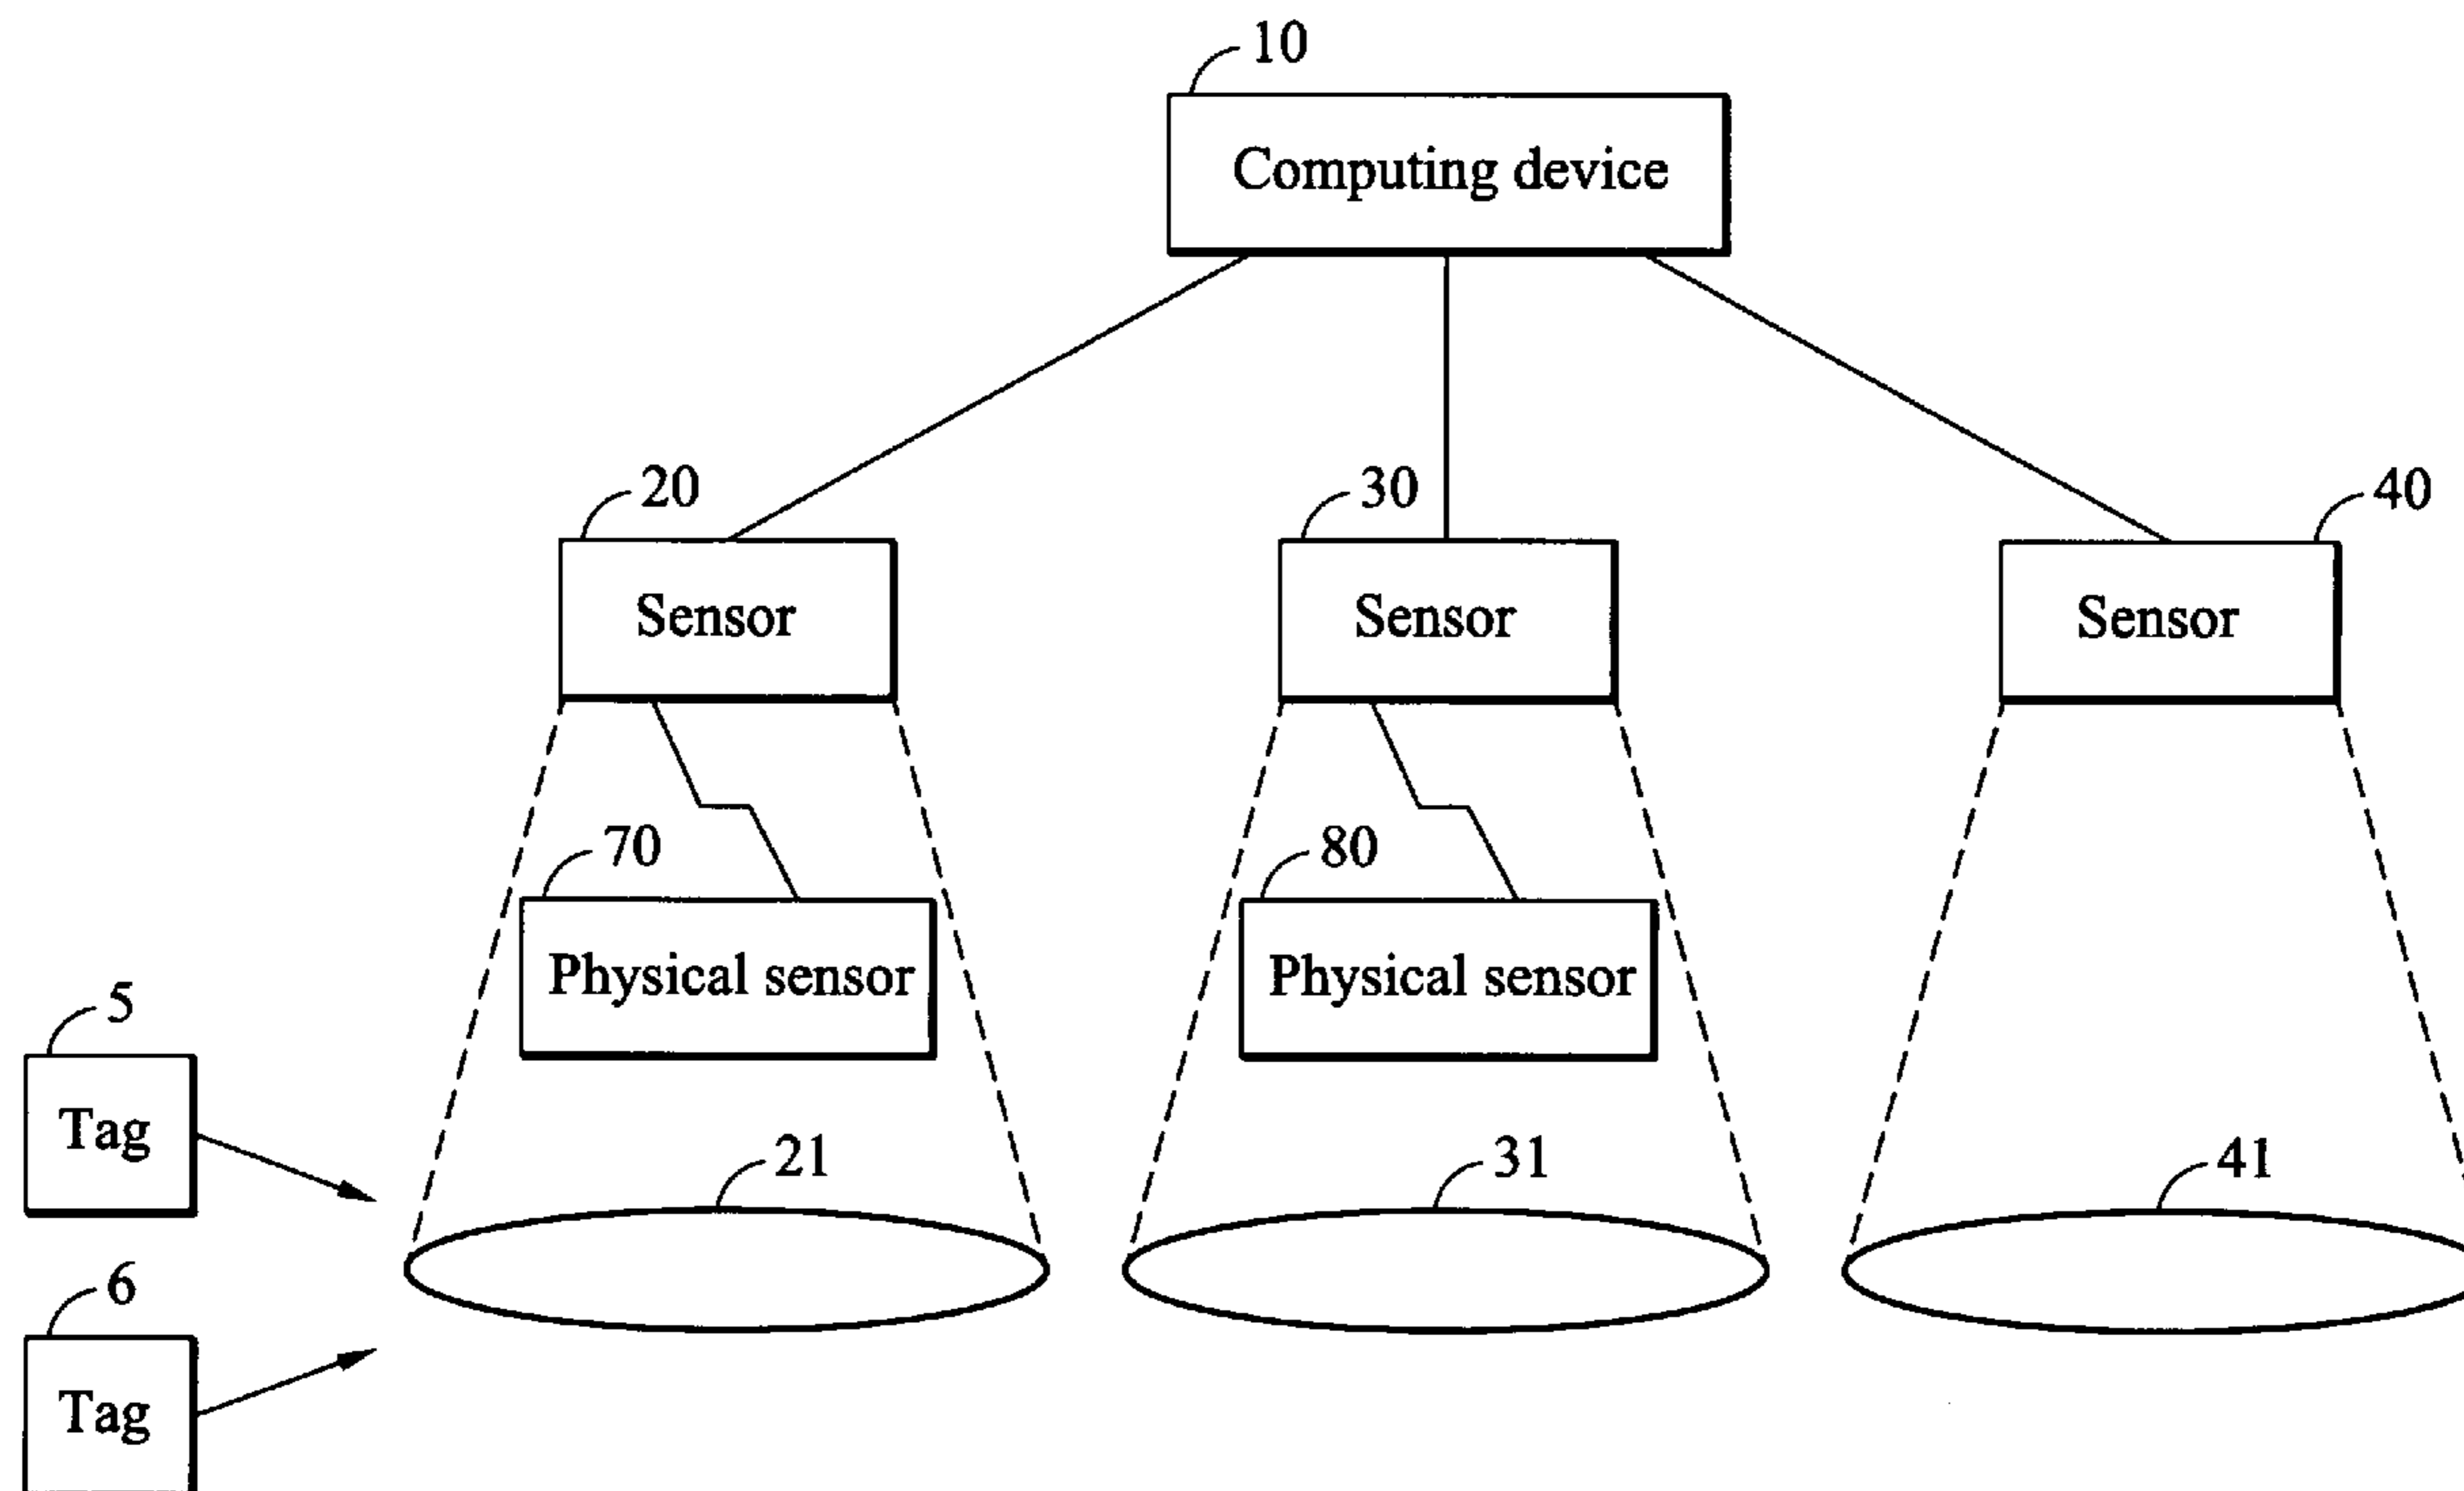 10
Computing device
20
30
40
Sensor
Sensor
Sensor
70
80
Physical sensor
Physical sensor
5
Tag
21
31
41
6
Tag